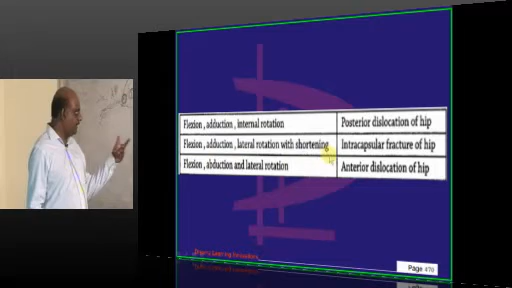 Flexion , adduction , internal rotation Posterior dislocation of hip
Flexion , adduction , lateral rotation with shortening Intracapsular fracture of hip
Flexion , abduction and lateral rotation Anterior dislocation of hip
Page 470